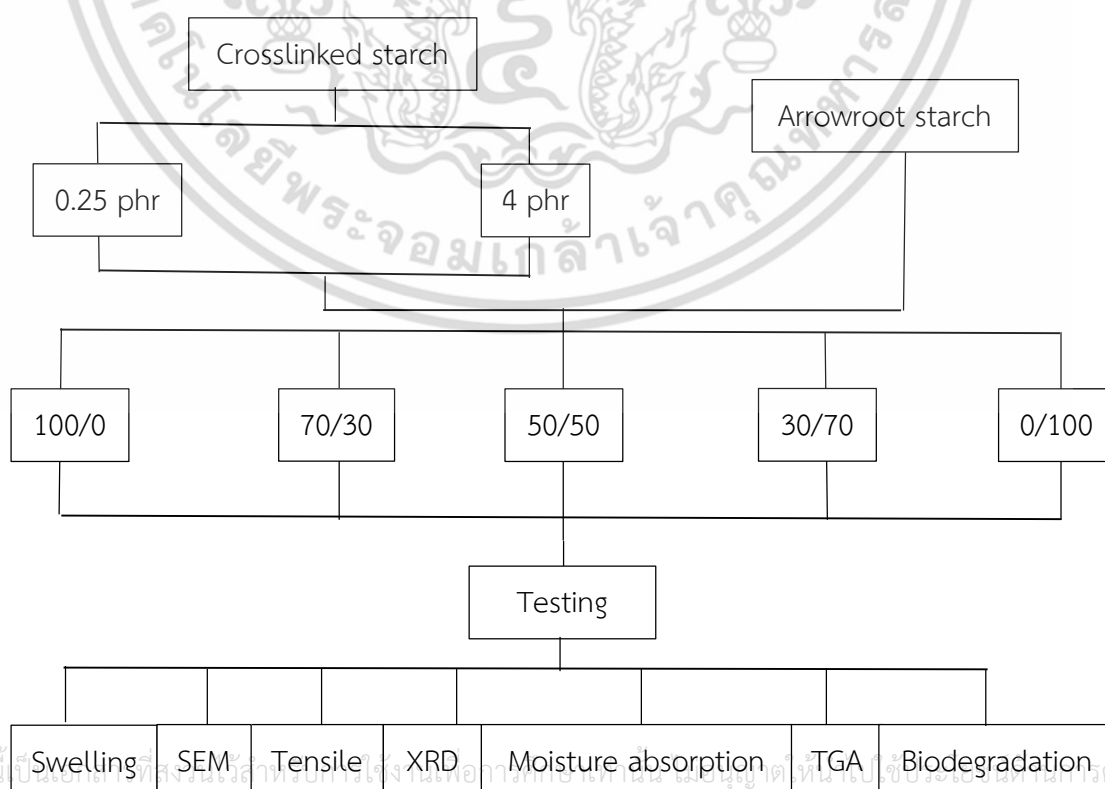 Crosslinked starch
Arrowroot starch
0.25 phr
4 phr
100/0
70/30
50/50
30/70
0/100
Testing
Swelling SEM Tensile XRD Moisture absorption TGA Biodegradation